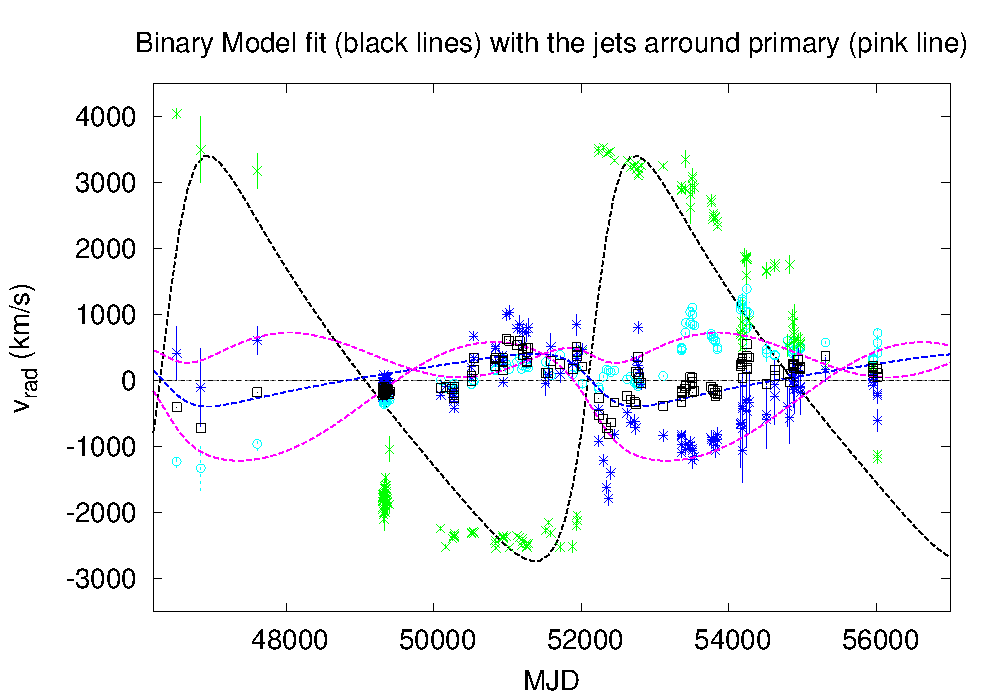 Binary Model fit (black lines) with the jets arround primary (pink line)
4000
3000
2000
1000
0
-1000
-2000
-3000
v_rad (km/s)
48000 50000 52000 54000 56000
MJD